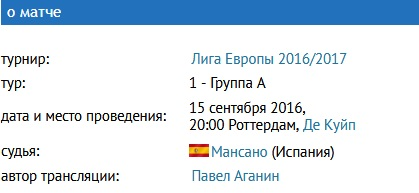 о матче
турнир: Лига Европы 2016/2017
тур: 1 - Группа А
дата и место проведения: 15 сентября 2016,
20:00 Роттердам, Де Куйп
судья: Мансано (Испания)
автор трансляции: Павел Аганин